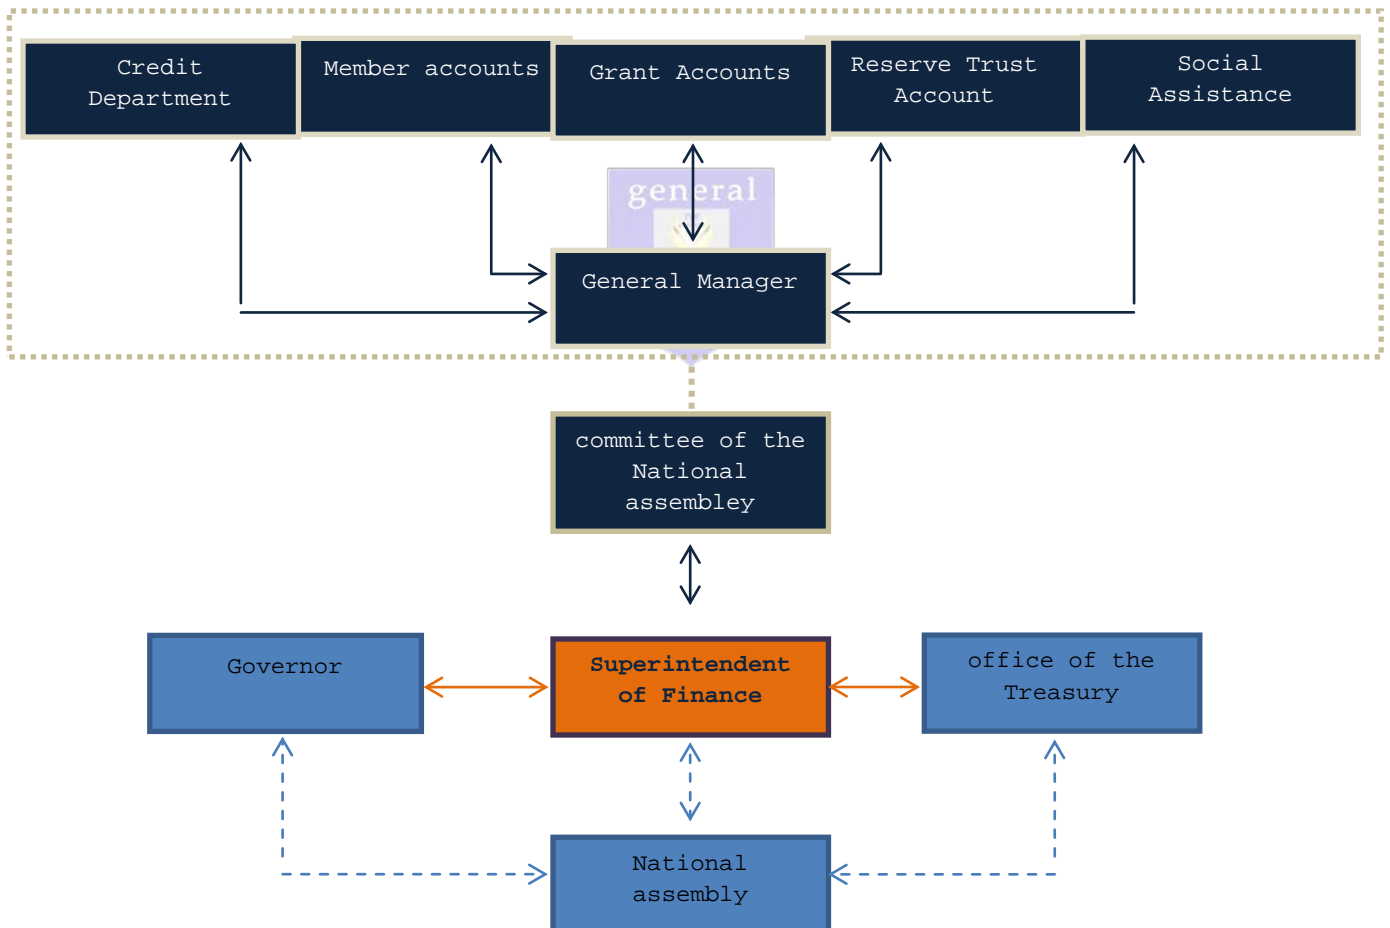 Credit
Department
Member accounts
Grant Accounts
Reserve Trust
Account
Social
Assistance
general
General Manager
committee of the
National
assembley
Governor
Superintendent
of Finance
office of the
Treasury
National
assembly